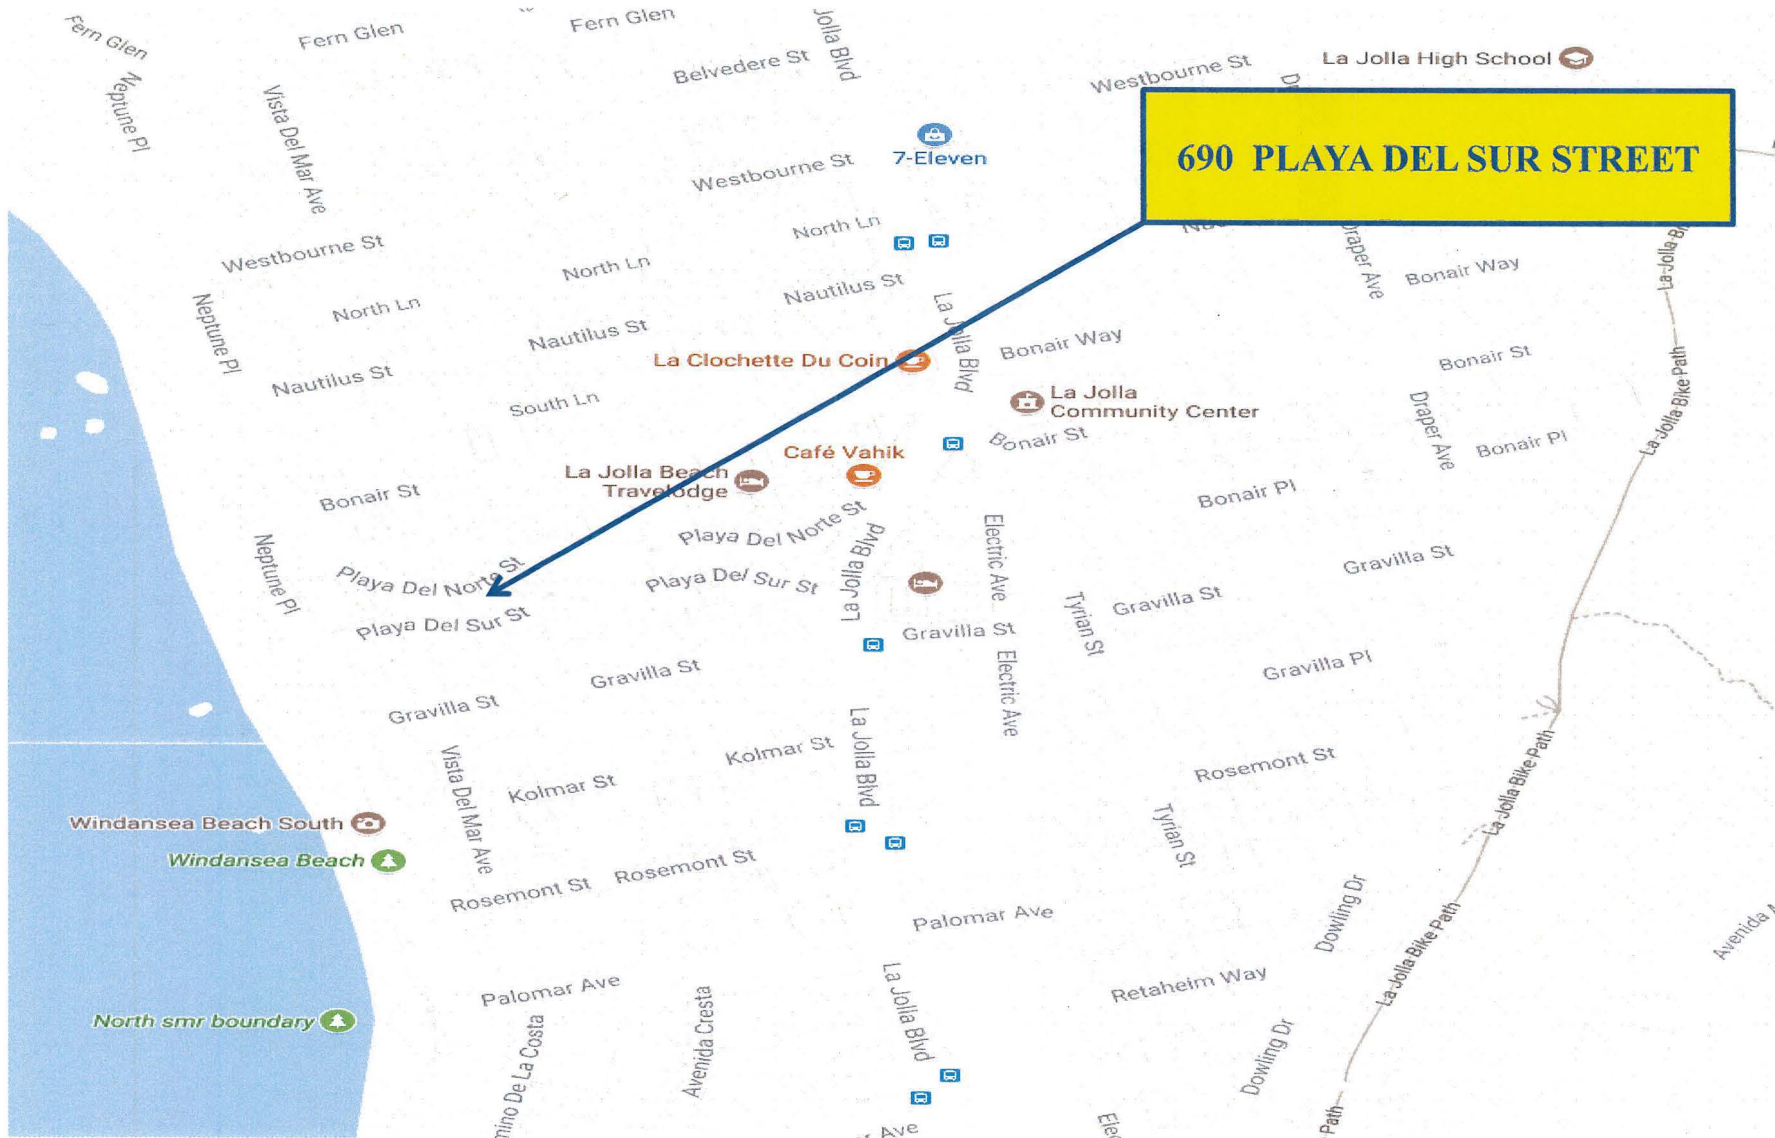 Fern Glen
Fern Glen
Fern Glen
Jolla Blvd
Belvedere St
Westbourne St
La Jolla High School
Neptune Pl
Vista Del Mar Ave
7-Eleven
690 PLAYA DEL SUR STREET
Westbourne St
North Ln
Westbourne St
North Ln
Nautilus St
Draper Ave
Bonair Way
La Jolla
Neptune Pl
North Ln
Nautilus St
La Jolla Blvd
Bonair Way
Bonair St
La Clochette Du Coin
Nautilus St
South Ln
La Jolla
Community Center
La Jolla Bike Path
Draper Ave
Bonair St
Bonair Pl
Café Vahik
La Jolla Beach
Travelodge
Bonair St
Bonair Pl
Playa Del Norte St
Electric Ave
Neptune Pl
Playa Del Norte St
La Jolla Blvd
Playa Del Sur St
Gravilla St
Gravilla St
Tyrian St
Playa Del Sur St
Gravilla St
Electric Ave
Gravilla Pl
Gravilla St
Gravilla St
La Jolla Blvd
Kolmar St
Vista Del Mar Ave
Kolmar St
Rosemont St
La Jolla Bike Path
Windansea Beach South
Windansea Beach
Tyrian St
Rosemont St
Rosemont St
Palomar Ave
Dowling Dr
La Jolla Bike Path
Avenida
Palomar Ave
La Jolla Blvd
Retaheim Way
North smr boundary
Avenida Cresta
mino De La Costa
Dowling Dr
Ave
Elec
Path